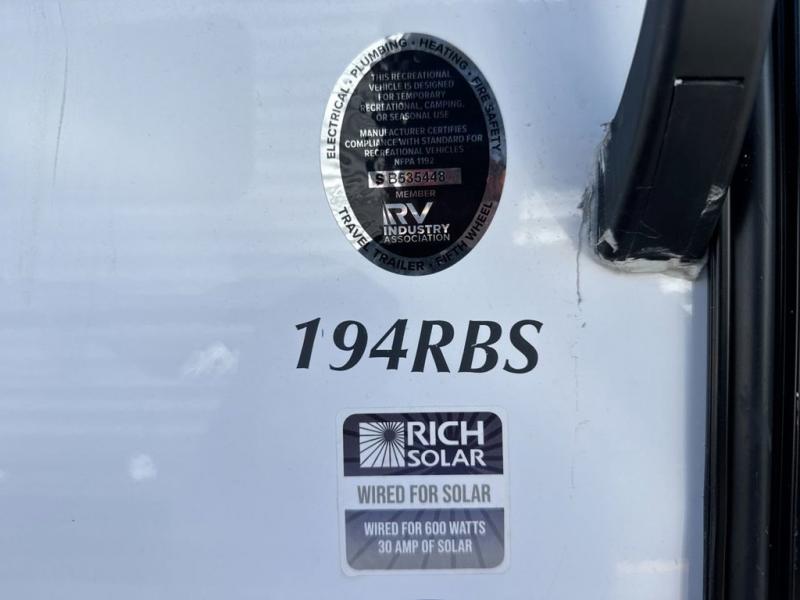 ELECTRICAL • PLUMBING • HEATING • FIRE SAFETY
THIS RECREATIONAL
VEHICLE IS DESIGNED
FOR TEMPORARY
RECREATIONAL, CAMPING,
OR SEASONAL USE
MANUFACTURER CERTIFIES
COMPLIANCE WITH STANDARD FOR
RECREATIONAL VEHICLES
NFPA 1192
S B535448
MEMBER
RV
INDUSTRY
ASSOCIATION
TRAVEL TRAILER • FIFTH WHEEL
194RBS
RICH
SOLAR
WIRED FOR SOLAR
WIRED FOR 600 WATTS
30 AMP OF SOLAR